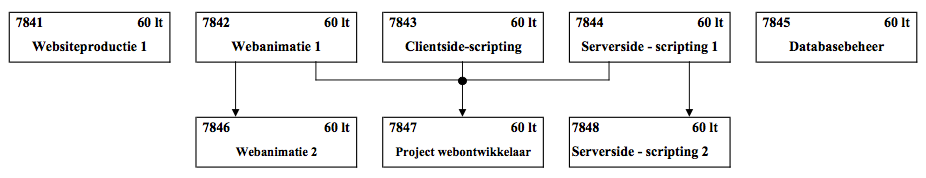 7841 60 lt
Websiteproductie 1
7842 60 lt
Webanimatie 1
7843 60 lt
Clientside-scripting
7844 60 lt
Serverside - scripting 1
7845 60 lt
Databasebeheer
7846 60 lt
Webanimatie 2
7847 60 lt
Project webontwikkelaar
7848 60 lt
Serverside - scripting 2